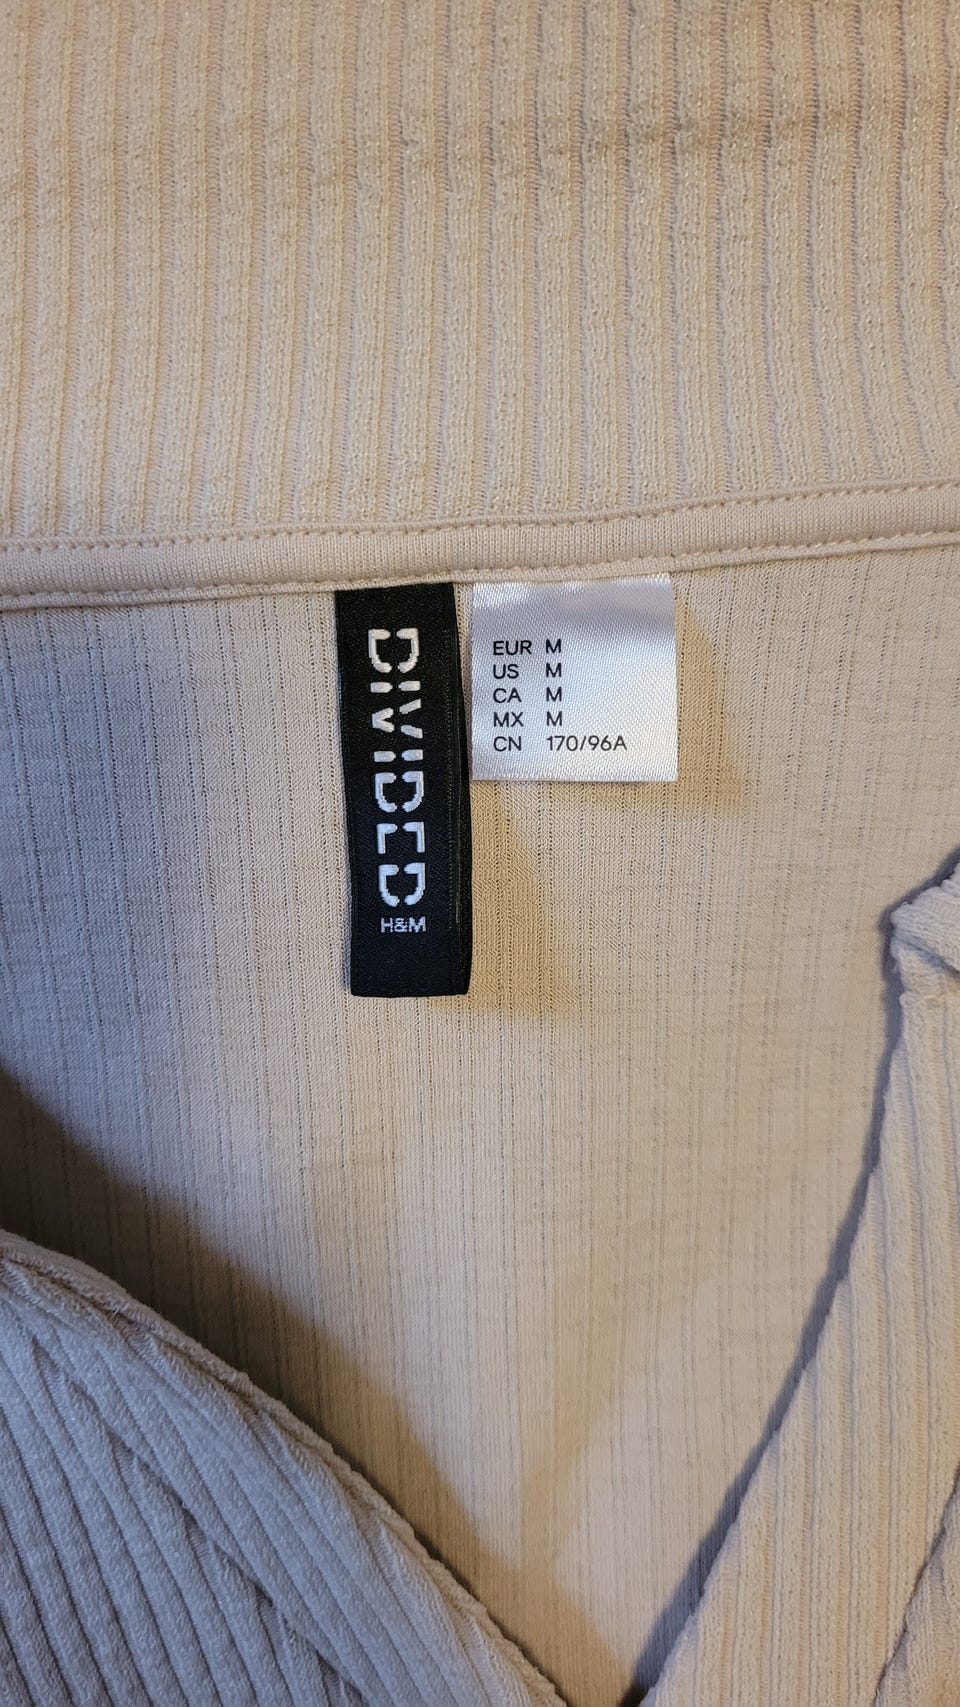 DIVIDED
H&M
EUR M
US M
CA M
MX M
CN 170/96A